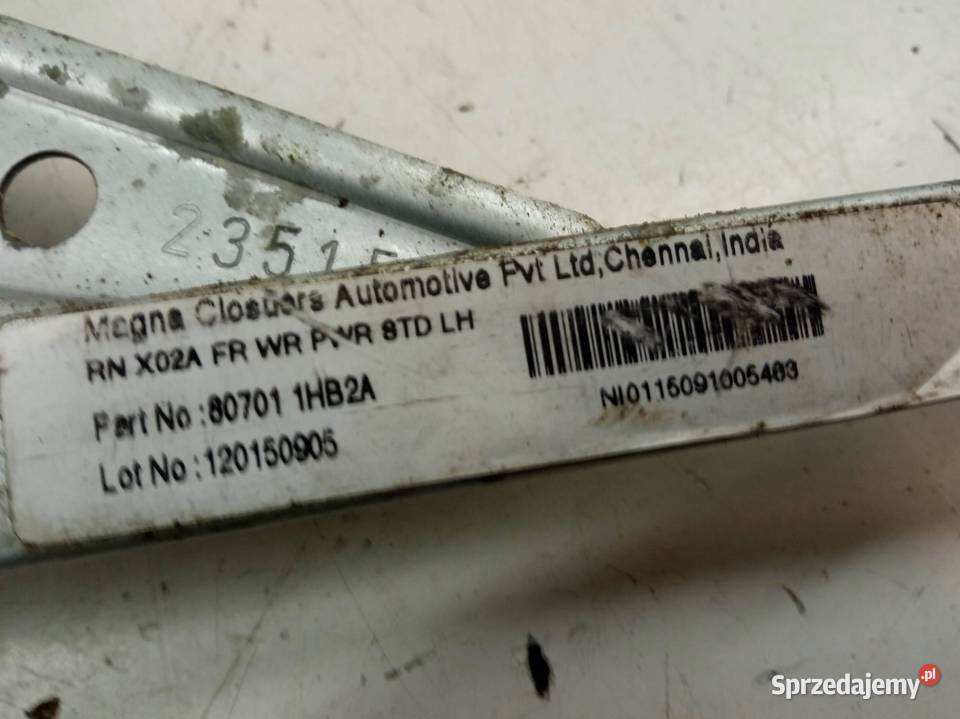 2351
Magna Closures Automotive Pvt Ltd,Chennai,India
RN X02A FR WR PWR STD LH
Part No :80701 1HB2A
Lot No :120150905
NI0115091005483
Sprzedajemy.pl